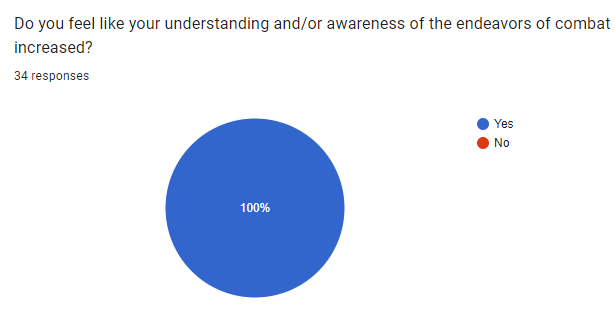 Do you feel like your understanding and/or awareness of the endeavors of combat
increased?
34 responses
Yes
No
100%